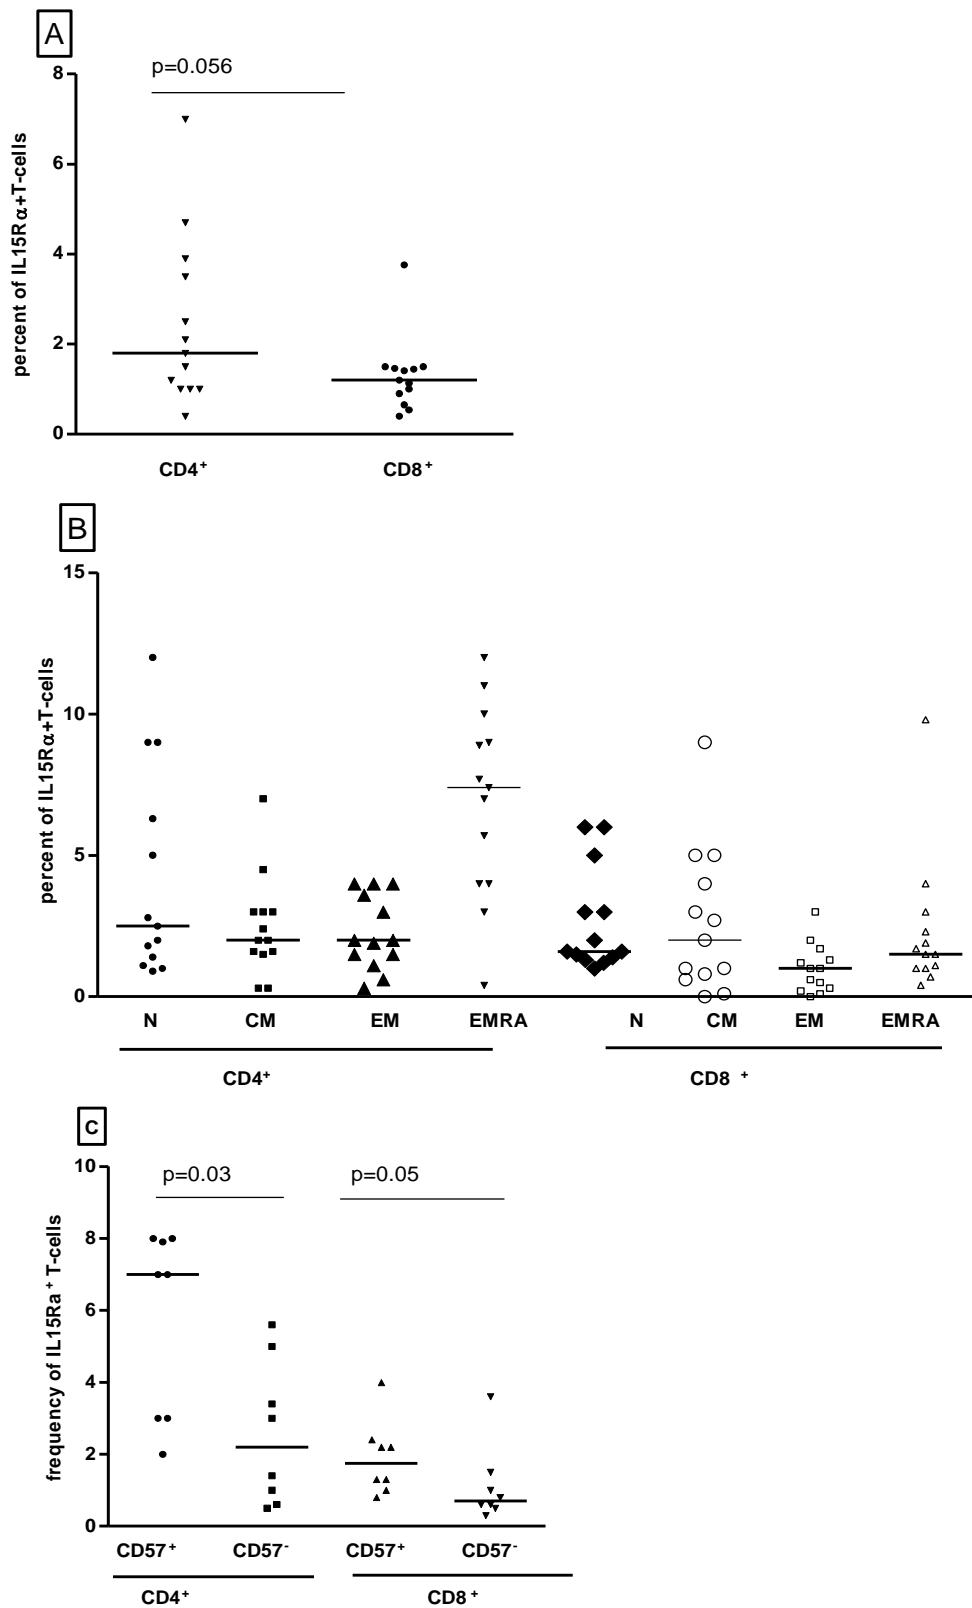 A
p=0.056
8
6
4
2
0
percent of IL15Rα+T-cells
CD4+
CD8+
B
15
10
5
0
percent of IL15Rα+T-cells
N CM EM EMRA N CM EM EMRA
CD4+ CD8 +
C
p=0.03 p=0.05
10
8
6
4
2
0
frequency of IL15Ra + T-cells
CD57+ CD57- CD57+ CD57-
CD4+ CD8 +